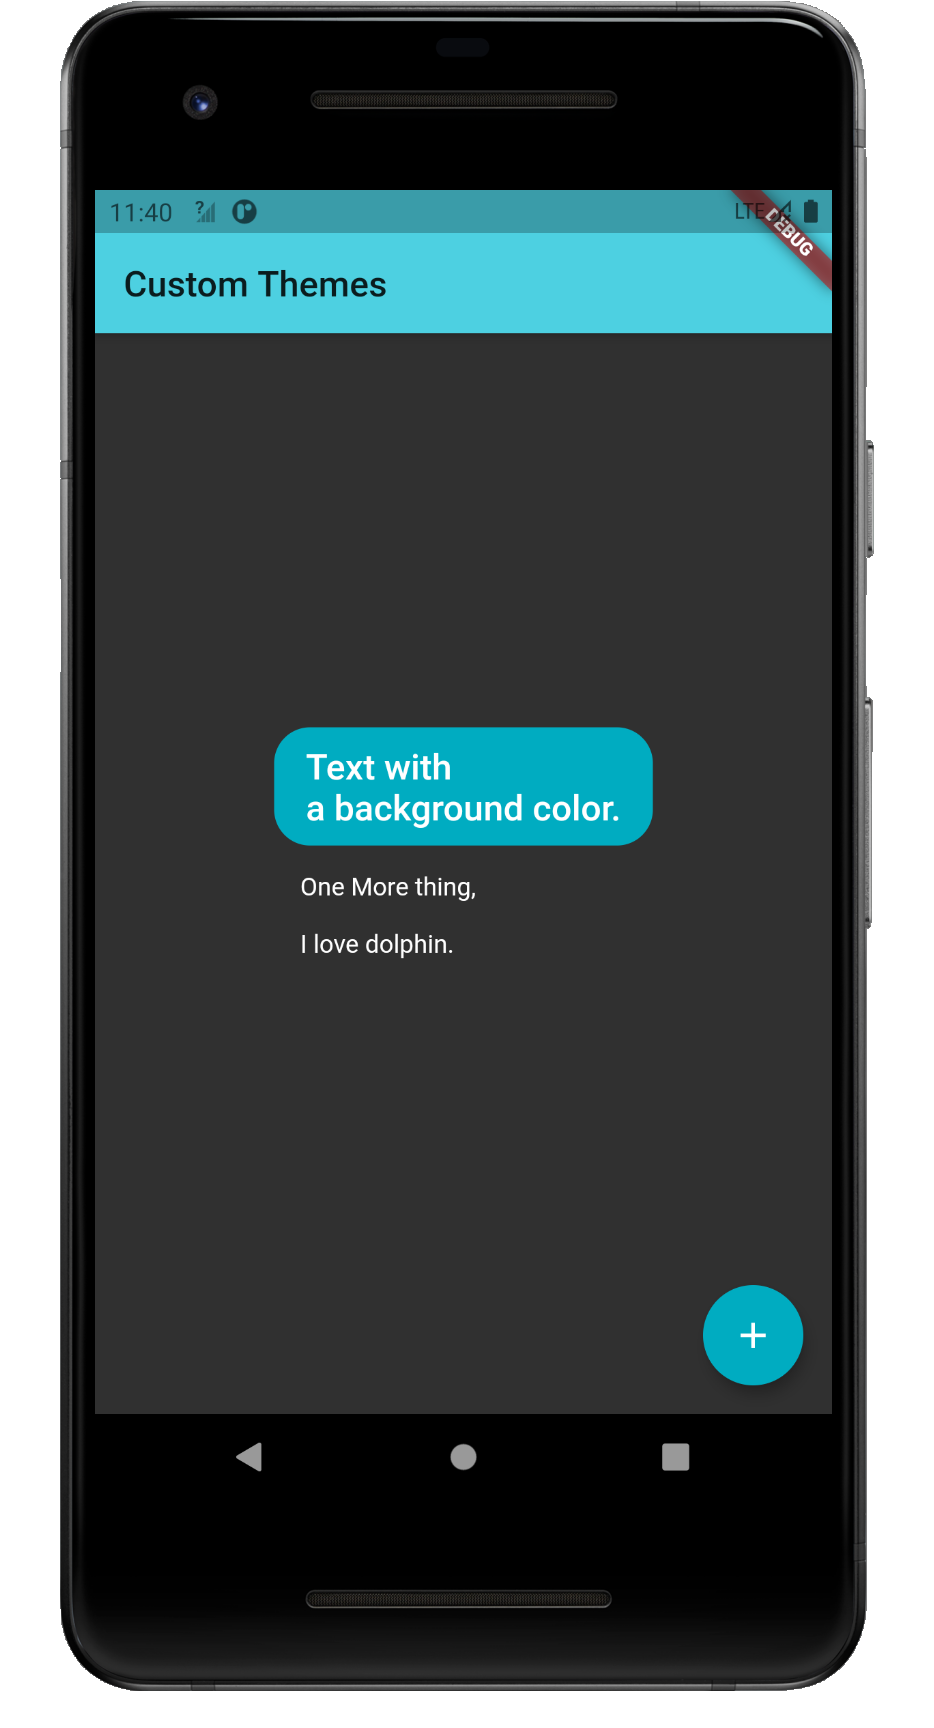 11:40
LTE
DEBUG
Custom Themes
Text with
a background color.
One More thing,
I love dolphin.